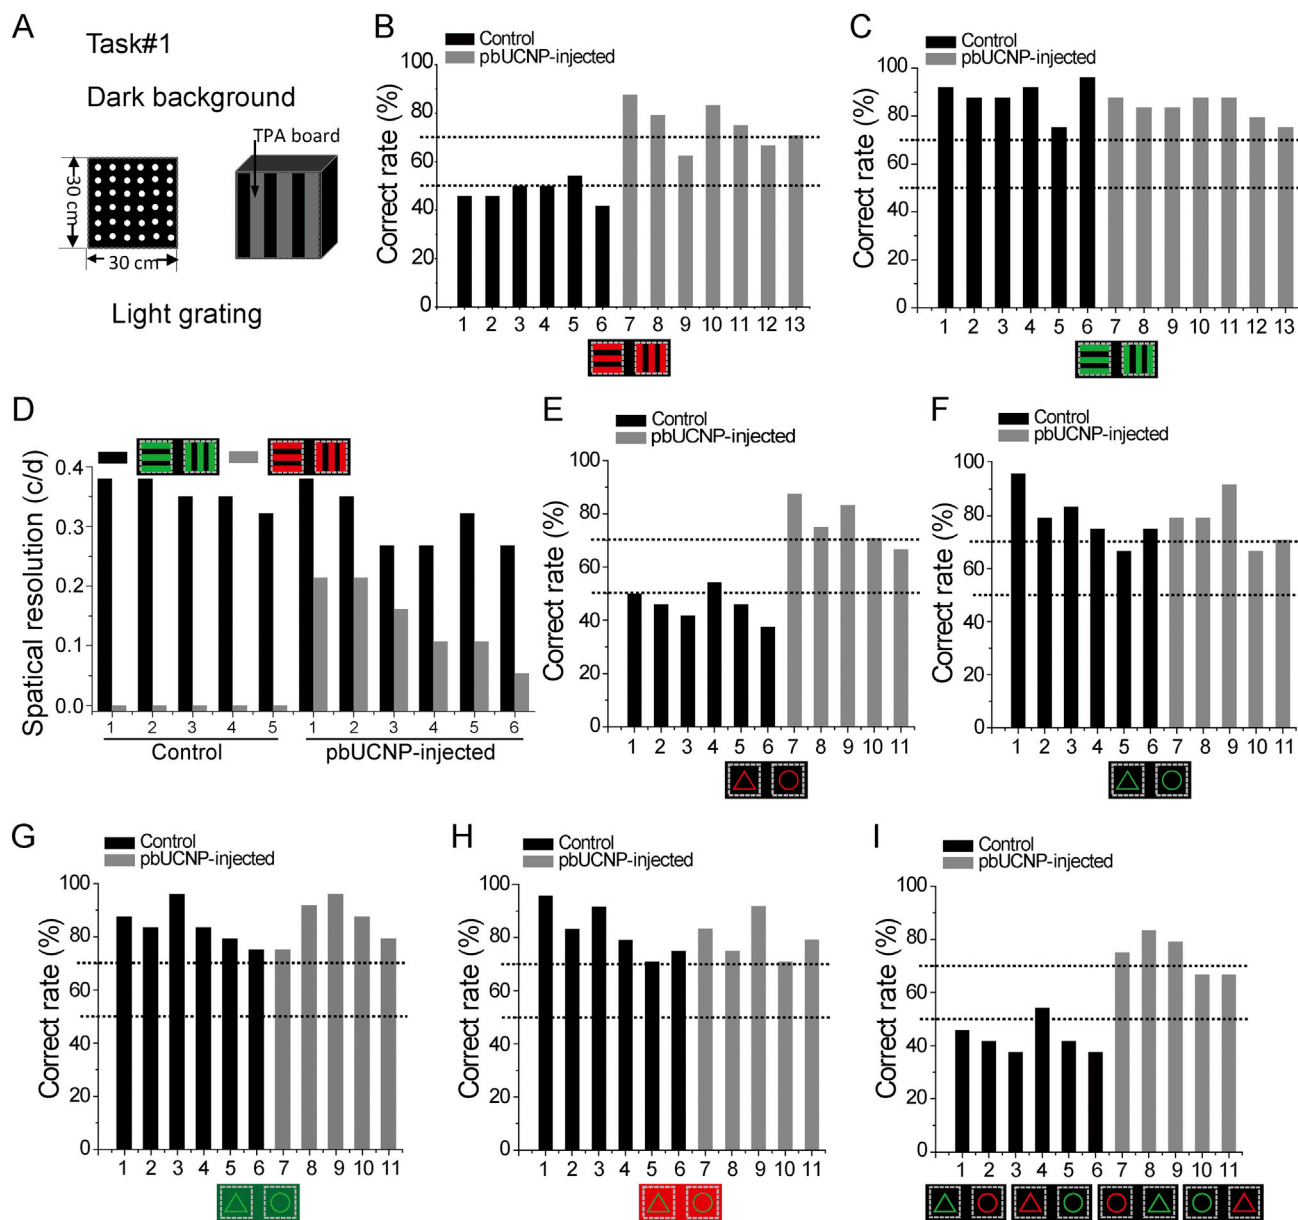 A
Task#1
Dark background
TPA board
30 cm
30 cm
Light grating
B
Control
pbUCNP-injected
Correct rate (%)
100
80
60
40
20
0
1 2 3 4 5 6 7 8 9 10 11 12 13
C
Control
pbUCNP-injected
Correct rate (%)
100
80
60
40
20
0
1 2 3 4 5 6 7 8 9 10 11 12 13
D
Spatical resolution (c/d)
0.4
0.3
0.2
0.1
0.0
1 2 3 4 5 1 2 3 4 5 6
Control pbUCNP-injected
E
Control
pbUCNP-injected
Correct rate (%)
100
80
60
40
20
0
1 2 3 4 5 6 7 8 9 10 11
F
Control
pbUCNP-injected
Correct rate (%)
100
80
60
40
20
0
1 2 3 4 5 6 7 8 9 10 11
G
Control
pbUCNP-injected
Correct rate (%)
100
80
60
40
20
0
1 2 3 4 5 6 7 8 9 10 11
H
Control
pbUCNP-injected
Correct rate (%)
100
80
60
40
20
0
1 2 3 4 5 6 7 8 9 10 11
I
Control
pbUCNP-injected
Correct rate (%)
100
80
60
40
20
0
1 2 3 4 5 6 7 8 9 10 11